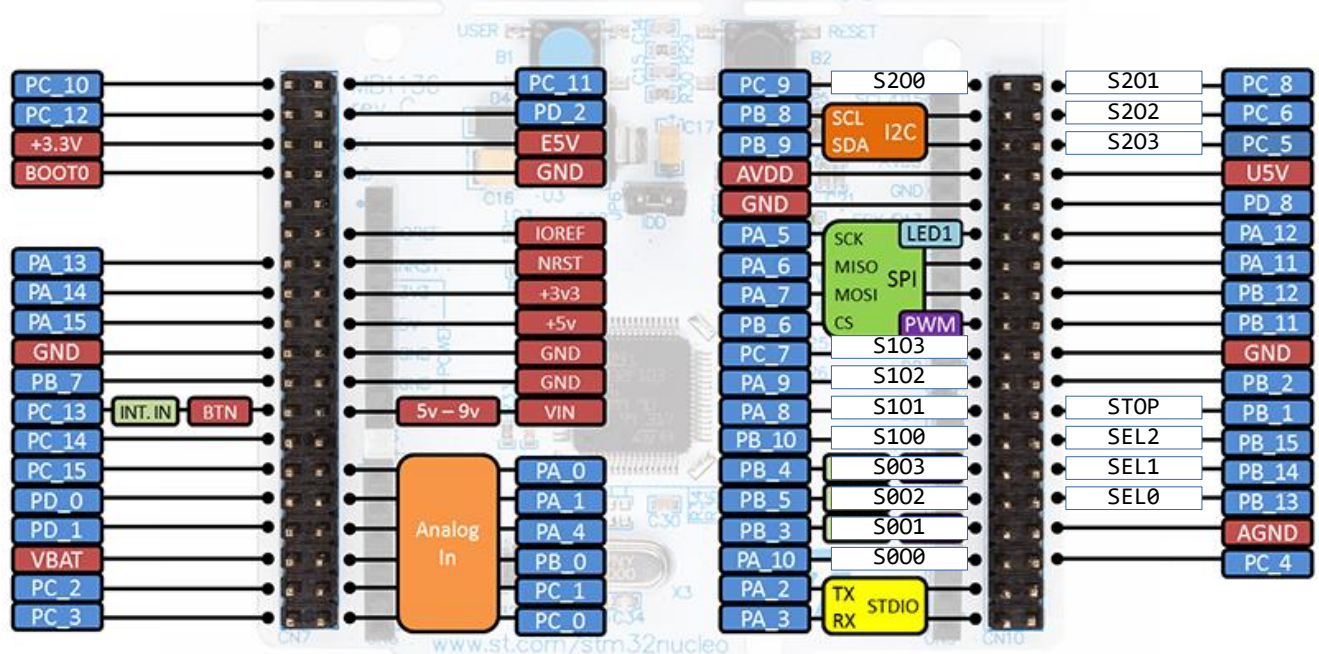 USER RESET
B1 B2
PC_10 PC_11 PC_9 S200 S201 PC_8
PC_12 PD_2 PB_8 SCL I2C S202 PC_6
+3.3V E5V PB_9 SDA S203 PC_5
BOOT0 GND AVDD U5V
GND PD_8
IOREF PA_5 SCK LED1 PA_12
PA_13 NRST PA_6 MISO SPI PA_11
PA_14 +3v3 PA_7 MOSI PB_12
PA_15 +5v PB_6 CS PWM PB_11
GND GND PC_7 S103 GND
PB_7 GND PA_9 S102 PB_2
PC_13 INT. IN BTN 5v – 9v VIN PA_8 S101 STOP PB_1
PC_14 PB_10 S100 SEL2 PB_15
PC_15 PA_0 PB_4 S003 SEL1 PB_14
PD_0 PA_1 PB_5 S002 SEL0 PB_13
PD_1 Analog In PA_4 PB_3 S001 AGND
VBAT PB_0 PA_10 S000 PC_4
PC_2 PC_1 PA_2 TX STDIO
PC_3 PC_0 PA_3 RX
CN7 CN10
www.st.com/stm32nucleo